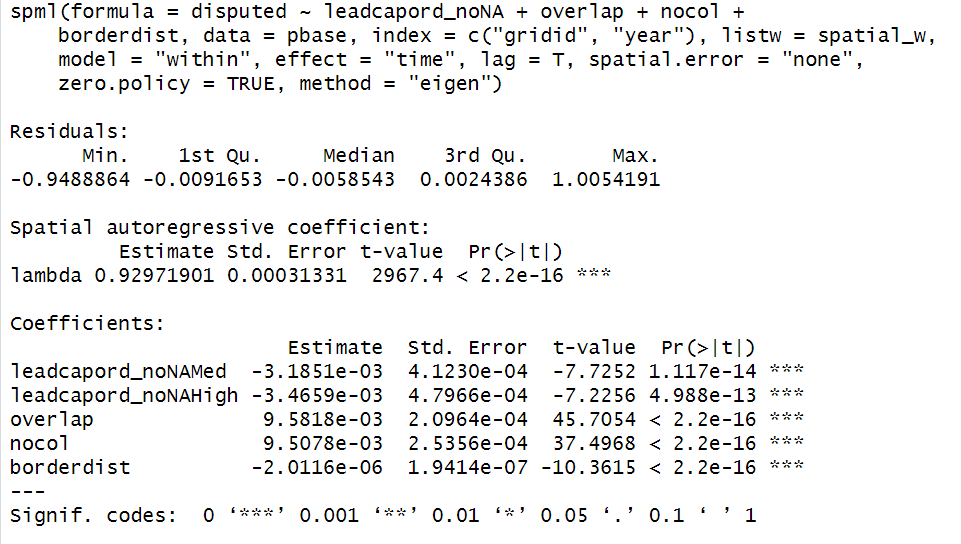 spml(formula = disputed ~ leadcapord_noNA + overlap + nocol +
    borderdist, data = pbase, index = c("gridid", "year"), listw = spatial_w,
    model = "within", effect = "time", lag = T, spatial.error = "none",
    zero.policy = TRUE, method = "eigen")

Residuals:
      Min.    1st Qu.     Median    3rd Qu.       Max.
-0.9488864 -0.0091653 -0.0058543  0.0024386  1.0054191

Spatial autoregressive coefficient:
         Estimate Std. Error t-value  Pr(>|t|)
lambda 0.92971901 0.00031331  2967.4 < 2.2e-16 ***

Coefficients:
                       Estimate  Std. Error  t-value  Pr(>|t|)
leadcapord_noNAMed  -3.1851e-03  4.1230e-04  -7.7252 1.117e-14 ***
leadcapord_noNAHigh -3.4659e-03  4.7966e-04  -7.2256 4.988e-13 ***
overlap              9.5818e-03  2.0964e-04  45.7054 < 2.2e-16 ***
nocol                9.5078e-03  2.5356e-04  37.4968 < 2.2e-16 ***
borderdist          -2.0116e-06  1.9414e-07 -10.3615 < 2.2e-16 ***
---
Signif. codes:  0 ‘***’ 0.001 ‘**’ 0.01 ‘*’ 0.05 ‘.’ 0.1 ‘ ’ 1